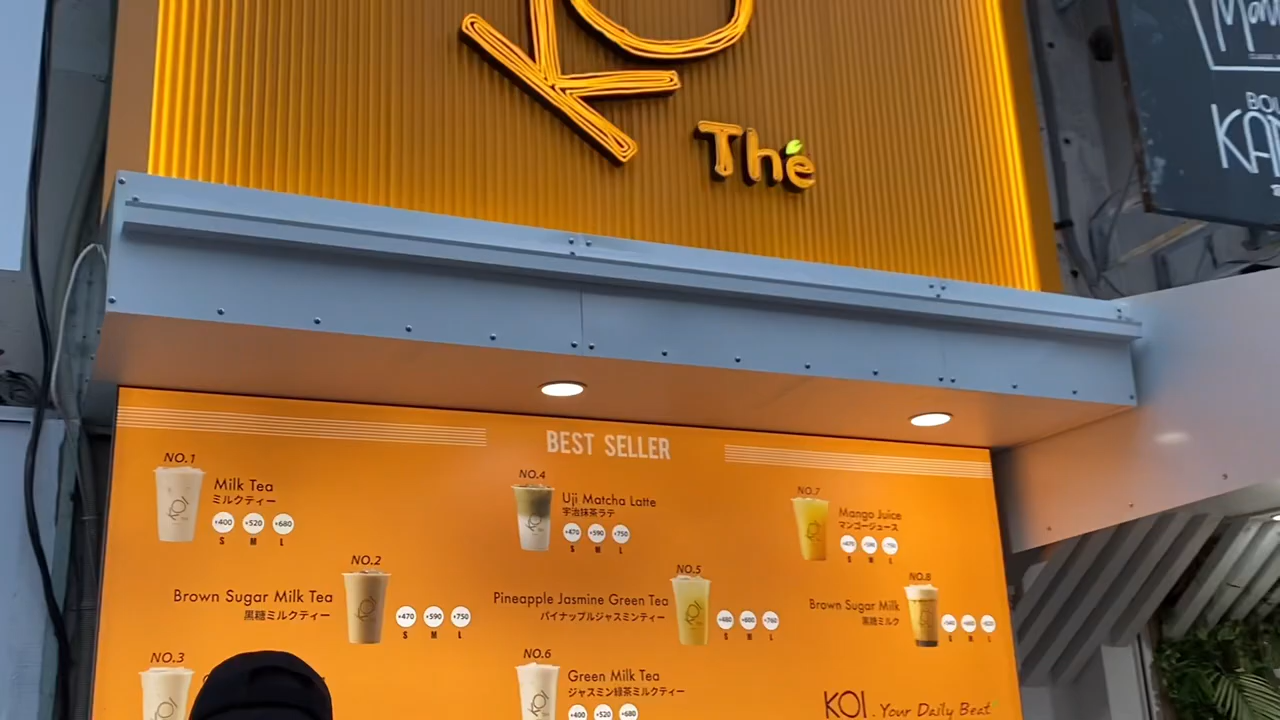 KOI
Thé
BEST SELLER
NO.1
Milk Tea
ミルクティー
¥400 ¥520 ¥680
S M L
NO.2
Brown Sugar Milk Tea
黒糖ミルクティー
¥470 ¥590 ¥750
S M L
NO.3
NO.4
Uji Matcha Latte
宇治抹茶ラテ
¥470 ¥590 ¥750
S M L
NO.5
Pineapple Jasmine Green Tea
パイナップルジャスミンティー
¥480 ¥600 ¥760
S M L
NO.6
Green Milk Tea
ジャスミン緑茶ミルクティー
¥400 ¥520 ¥680
NO.7
Mango Juice
マンゴージュース
¥470 ¥590 ¥750
S M L
NO.8
Brown Sugar Milk
黒糖ミルク
S M L
KOI . Your Daily Beat